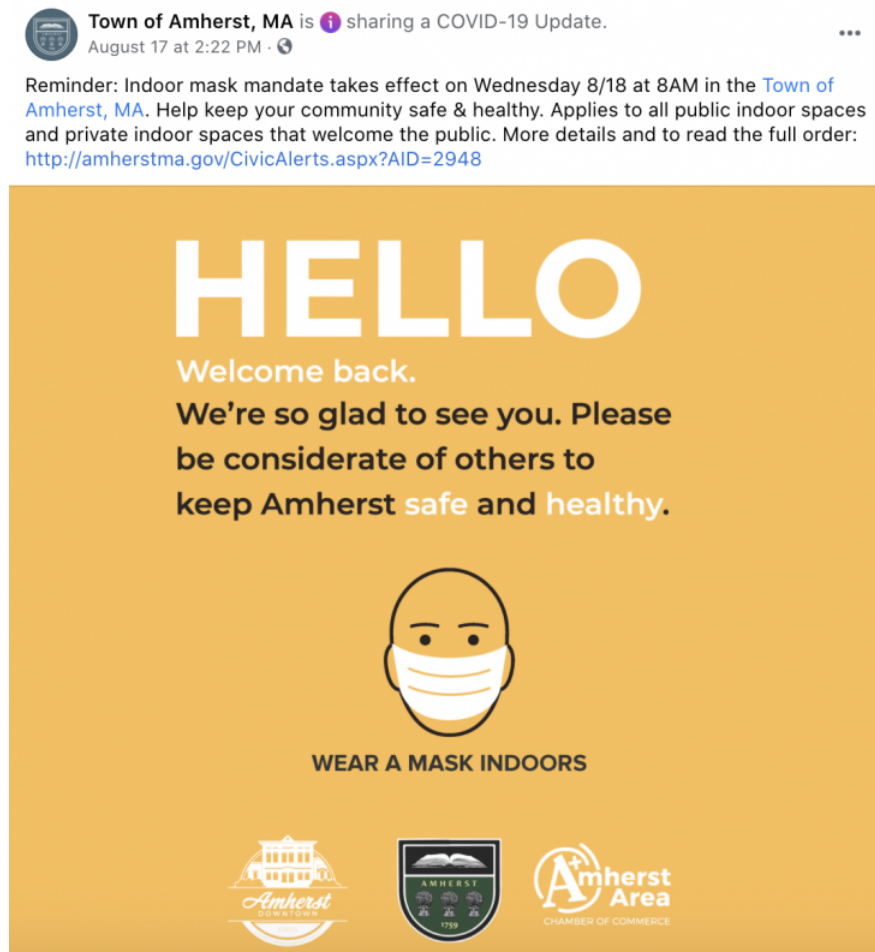 Town of Amherst, MA is sharing a COVID-19 Update.
August 17 at 2:22 PM ·
Reminder: Indoor mask mandate takes effect on Wednesday 8/18 at 8AM in the Town of
Amherst, MA. Help keep your community safe & healthy. Applies to all public indoor spaces
and private indoor spaces that welcome the public. More details and to read the full order:
http://amherstma.gov/CivicAlerts.aspx?AID=2948
HELLO
Welcome back.
We're so glad to see you. Please
be considerate of others to
keep Amherst safe and healthy.
WEAR A MASK INDOORS
Amherst
DOWNTOWN
AMHERST
1759
Amherst
Area
CHAMBER OF COMMERCE